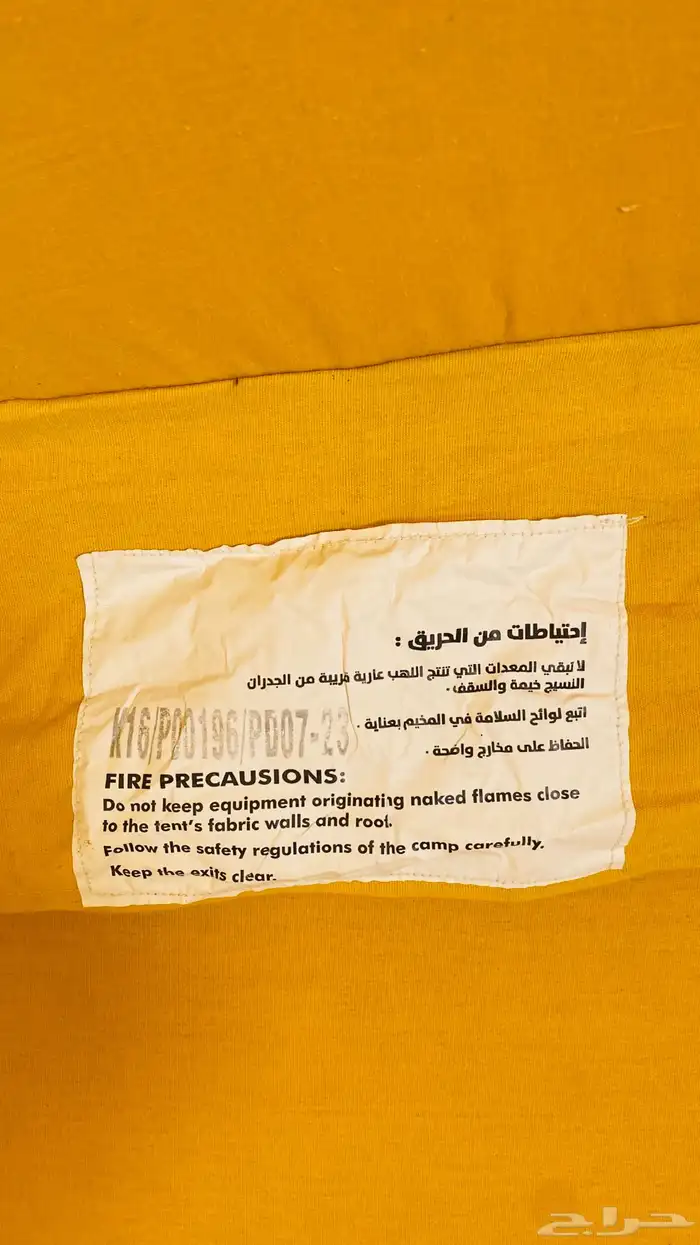 إحتياطات من الحريق :
لا تبقي المعدات التي تنتج اللهب عارية قريبة من الجدران
النسيج خيمة والسقف .
اتبع لوائح السلامة في المخيم بعناية .
الحفاظ على مخارج واضحة .
K16/P00196/PD07-23
FIRE PRECAUSIONS:
Do not keep equipment originating naked flames close
to the tent's fabric walls and roof.
Follow the safety regulations of the camp carefully.
Keep the exits clear.
حراج